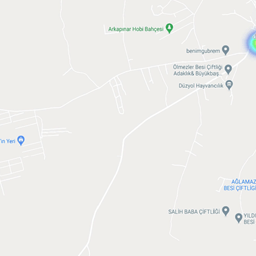 Arkapınar Hobi Bahçesi
benimgubrem
Ölmezler Besi Çiftliği
Adaklık& Büyükbaş...
Düzyol Hayvancılık
'n Yeri
AĞLAMAZ
BESİ ÇİFTLİĞİ
SALİH BABA ÇİFTLİĞİ
YILDI
BESİ